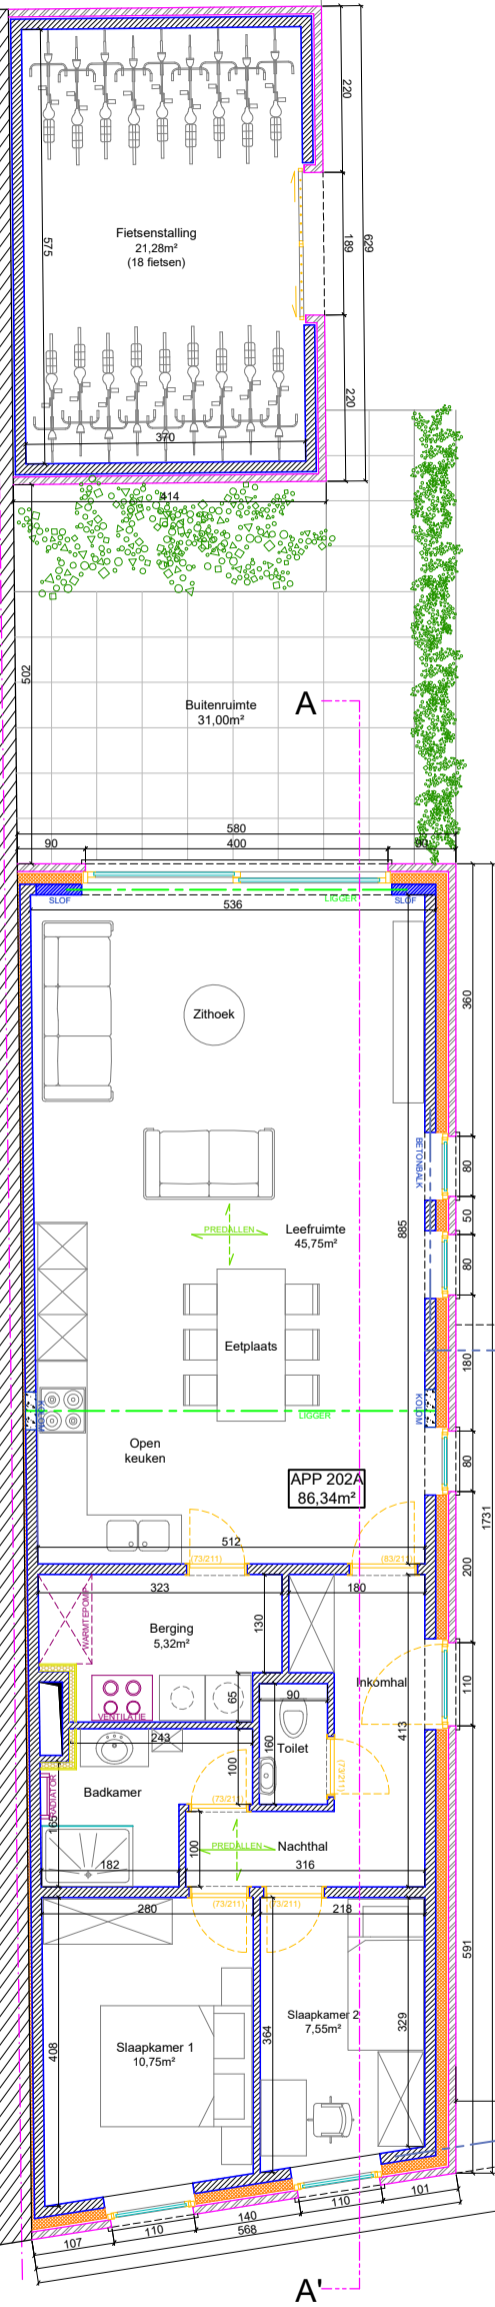 220
Fietsenstalling
21,28m²
(18 fietsen)
575
189
629
220
370
414
502
Buitenruimte
31,00m²
A
580
90
400
90
SLOF
LIGGER
SLOF
536
360
Zithoek
BETONBALK
80
50
PREDALLEN
Leefruimte
45,75m²
885
80
Eetplaats
180
KOLOM
KOLOM
LIGGER
Open
keuken
80
APP 202A
86,34m²
1731
512
(73/211)
(83/21
200
323
180
WARMTEPOMP
Berging
5,32m²
130
Inkomhal
65
90
110
VENTILATIE
243
160
Toilet
413
100
(73/211)
Badkamer
RADIATOR
165
(73/211)
100
PREDALLEN
Nachthal
182
316
(73/211)
(73/211)
280
218
591
408
364
329
Slaapkamer 1
10,75m²
Slaapkamer 2
7,55m²
107
110
140
110
101
568
A'